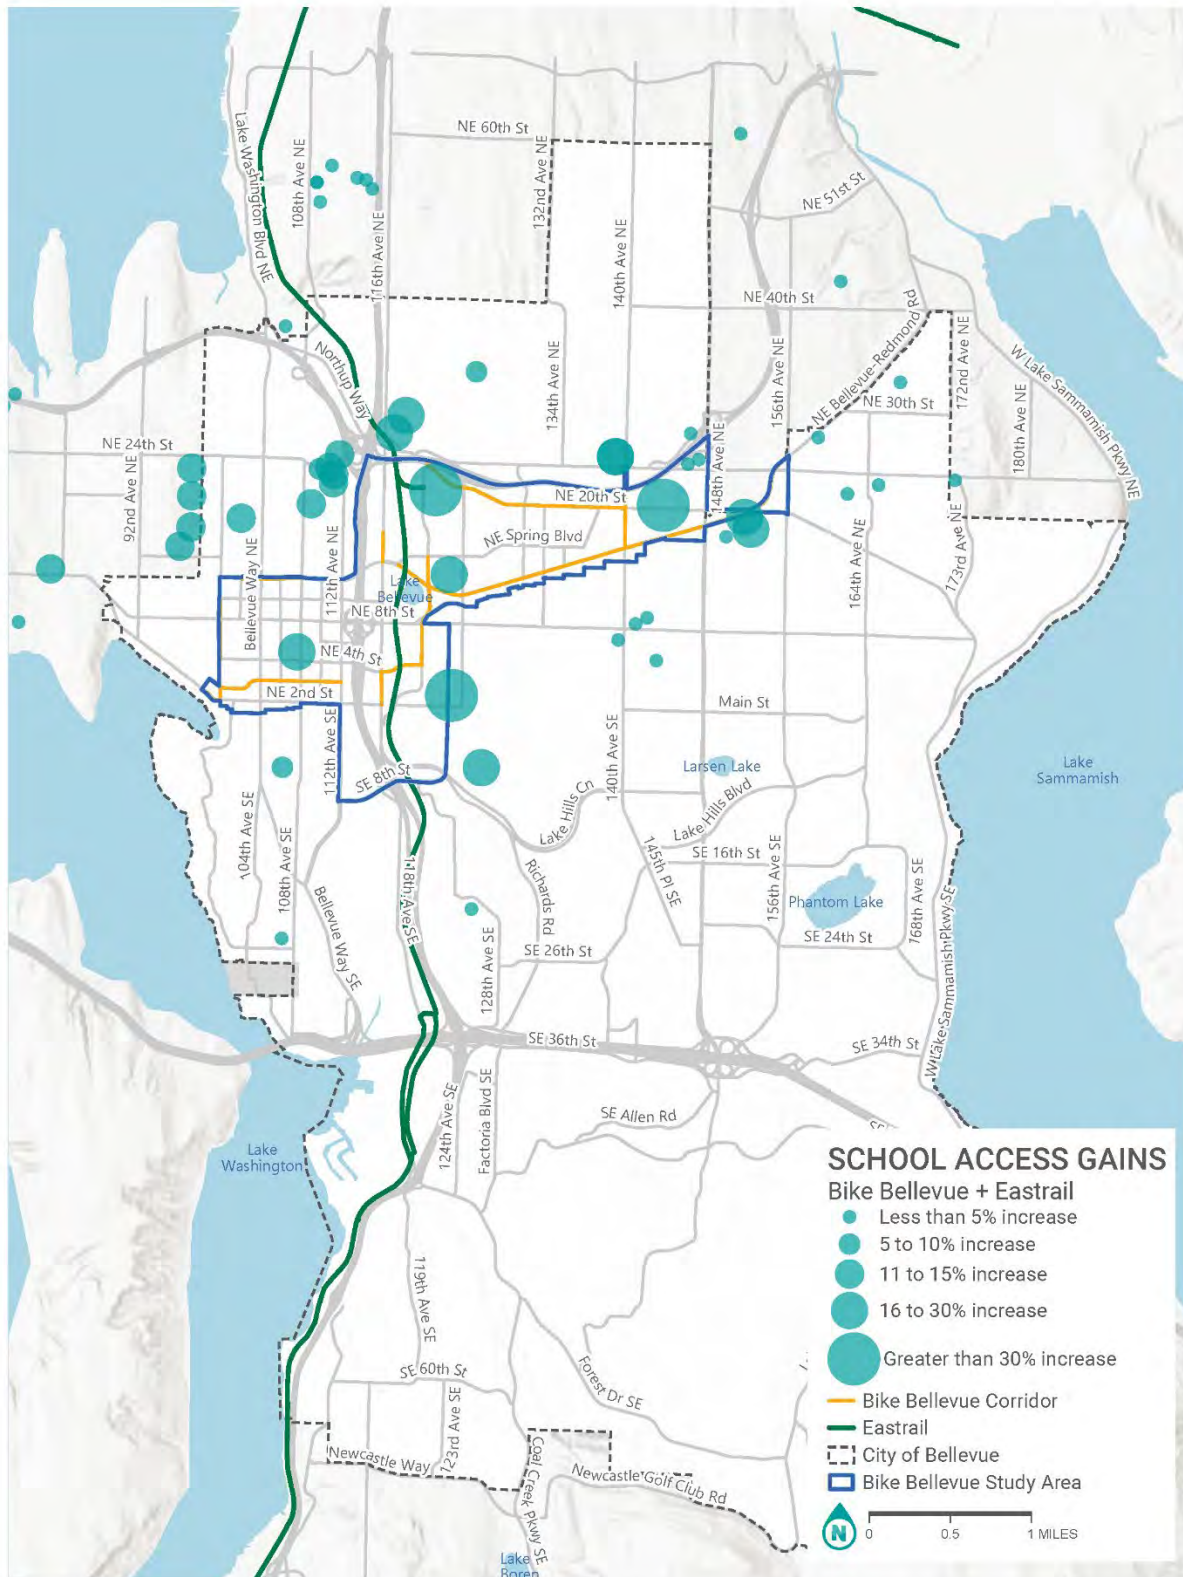 NE 60th St
132nd Ave NE
Lake Washington Blvd NE
108th Ave NE
116th Ave NE
140th Ave NE
NE 51st St
NE 40th St
NE Bellevue-Redmond Rd
172nd Ave NE
W Lake Sammamish Pkwy NE
Northup Way
134th Ave NE
156th Ave NE
NE 30th St
180th Ave NE
NE 24th St
92nd Ave NE
148th Ave NE
NE 20th St
NE Spring Blvd
Bellevue Way NE
112th Ave NE
Lake
Bellevue
NE 8th St
164th Ave NE
173rd Ave NE
NE 4th St
NE 2nd St
Main St
112th Ave SE
SE 8th St
140th Ave SE
Larsen Lake
Lake
Sammamish
Lake Hills Cn
Lake Hills Blvd
104th Ave SE
108th Ave SE
SE 16th St
145th Pl SE
156th Ave SE
168th Ave SE
Phantom Lake
Bellevue Way SE
118th Ave SE
Richards Rd
128th Ave SE
SE 26th St
SE 24th St
W Lake Sammamish Pkwy SE
SE 36th St
SE 34th St
124th Ave SE
Factoria Blvd SE
SE Allen Rd
SE
Lake
Washington
119th Ave SE
SE 60th St
123rd Ave SE
Forest Dr SE
Newcastle Way
Coal Creek Pkwy SE
Newcastle Golf Club Rd
Lake
Boren
SCHOOL ACCESS GAINS
Bike Bellevue + Eastrail
Less than 5% increase
5 to 10% increase
11 to 15% increase
16 to 30% increase
Greater than 30% increase
Bike Bellevue Corridor
Eastrail
City of Bellevue
Bike Bellevue Study Area
N
0 0.5 1 MILES